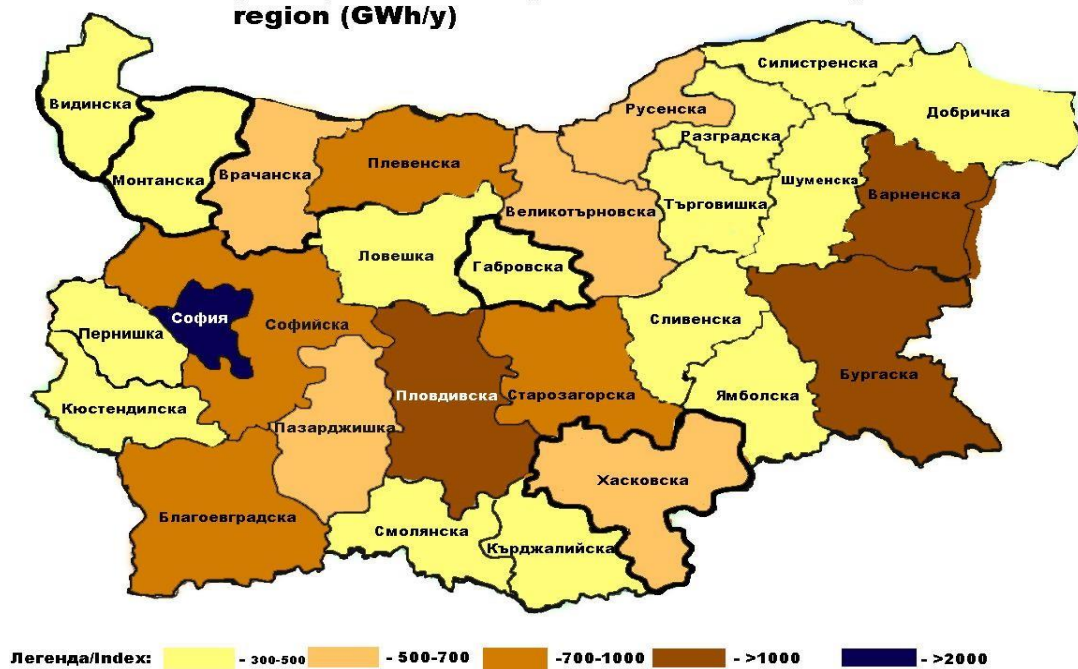 region (GWh/y)
Силистренска
Видинска
Русенска
Добричка
Разградска
Плевенска
Врачанска
Монтанска
Шуменска
Варненска
Търговишка
Великотърновска
Ловешка
Габровска
София
Софийска
Сливенска
Пернишка
Бургаска
Пловдивска
Старозагорска
Ямболска
Кюстендилска
Пазарджишка
Хасковска
Благоевградска
Смолянска
Кърджалийска
Легенда/Index: - 300-500 - 500-700 -700-1000 - >1000 - >2000